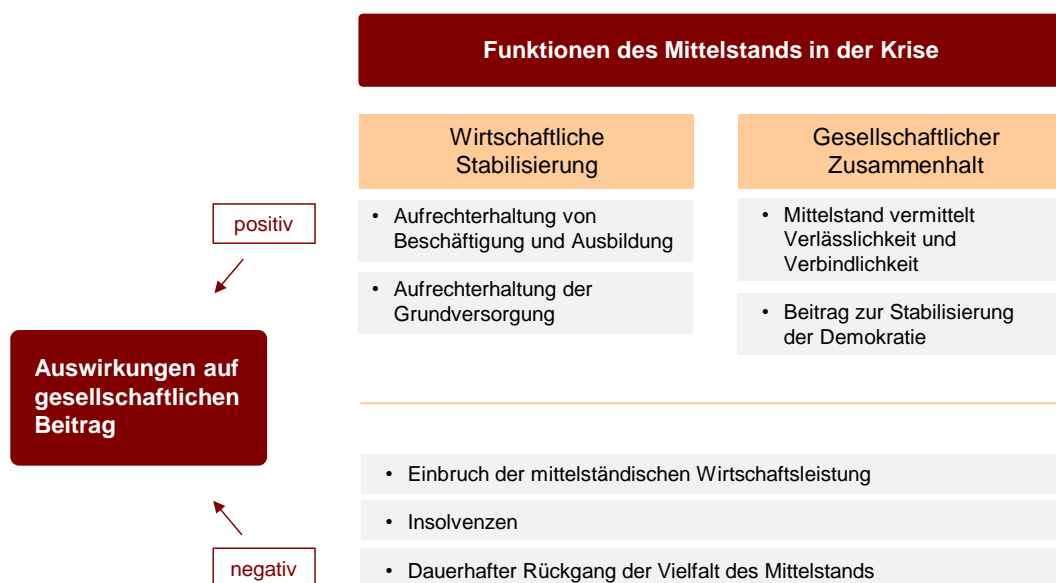 Funktionen des Mittelstands in der Krise
Wirtschaftliche
Stabilisierung
Gesellschaftlicher
Zusammenhalt
positiv
• Aufrechterhaltung von
Beschäftigung und Ausbildung
• Aufrechterhaltung der
Grundversorgung
• Mittelstand vermittelt
Verlässlichkeit und
Verbindlichkeit
• Beitrag zur Stabilisierung
der Demokratie
Auswirkungen auf
gesellschaftlichen
Beitrag
• Einbruch der mittelständischen Wirtschaftsleistung
• Insolvenzen
negativ
• Dauerhafter Rückgang der Vielfalt des Mittelstands